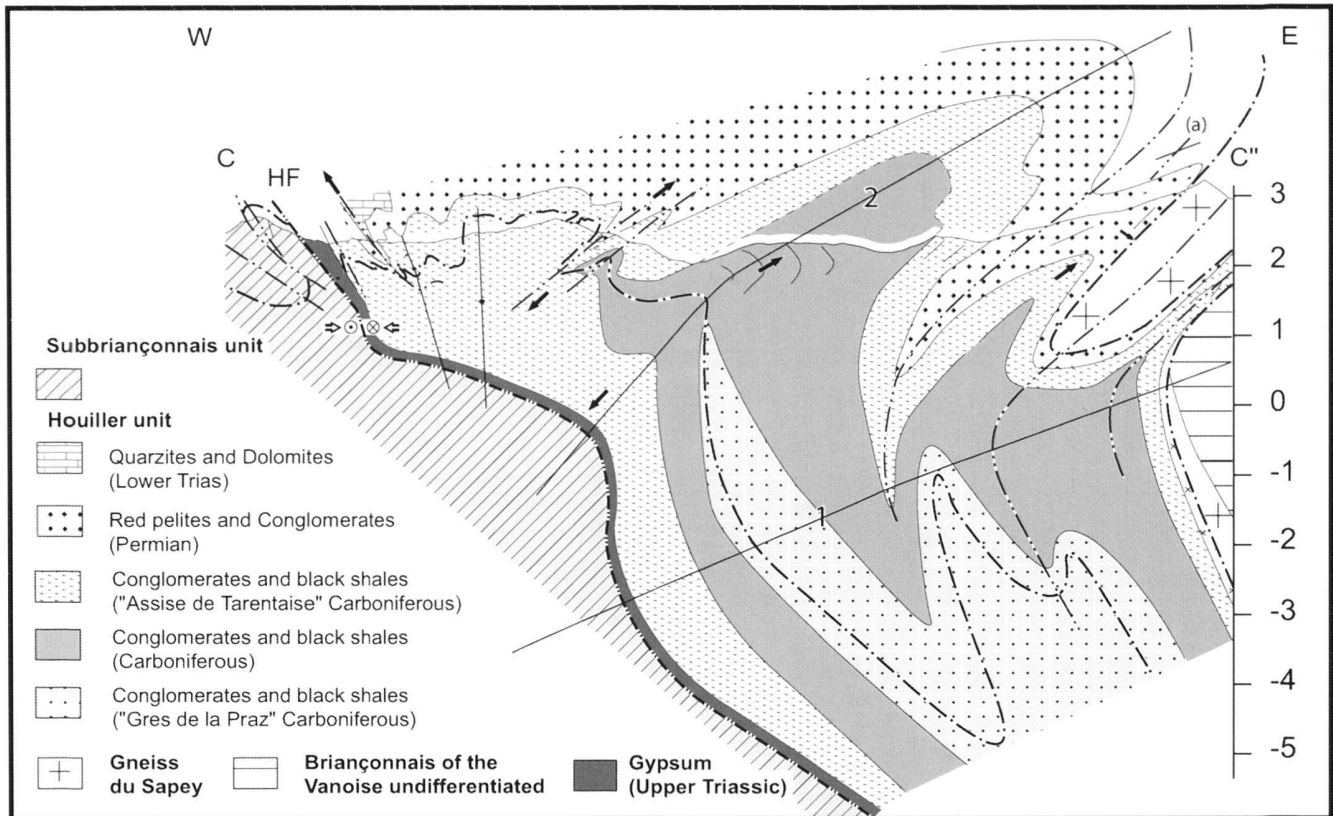 W
E
(a)
C
C"
HF
2
1
3
2
1
0
-1
-2
-3
-4
-5
Subbriançonnais unit
Houiller unit
Quarzites and Dolomites
(Lower Trias)
Red pelites and Conglomerates
(Permian)
Conglomerates and black shales
("Assise de Tarentaise" Carboniferous)
Conglomerates and black shales
(Carboniferous)
Conglomerates and black shales
("Gres de la Praz" Carboniferous)
Gneiss
du Sapey
Briançonnais of the
Vanoise undifferentiated
Gypsum
(Upper Triassic)